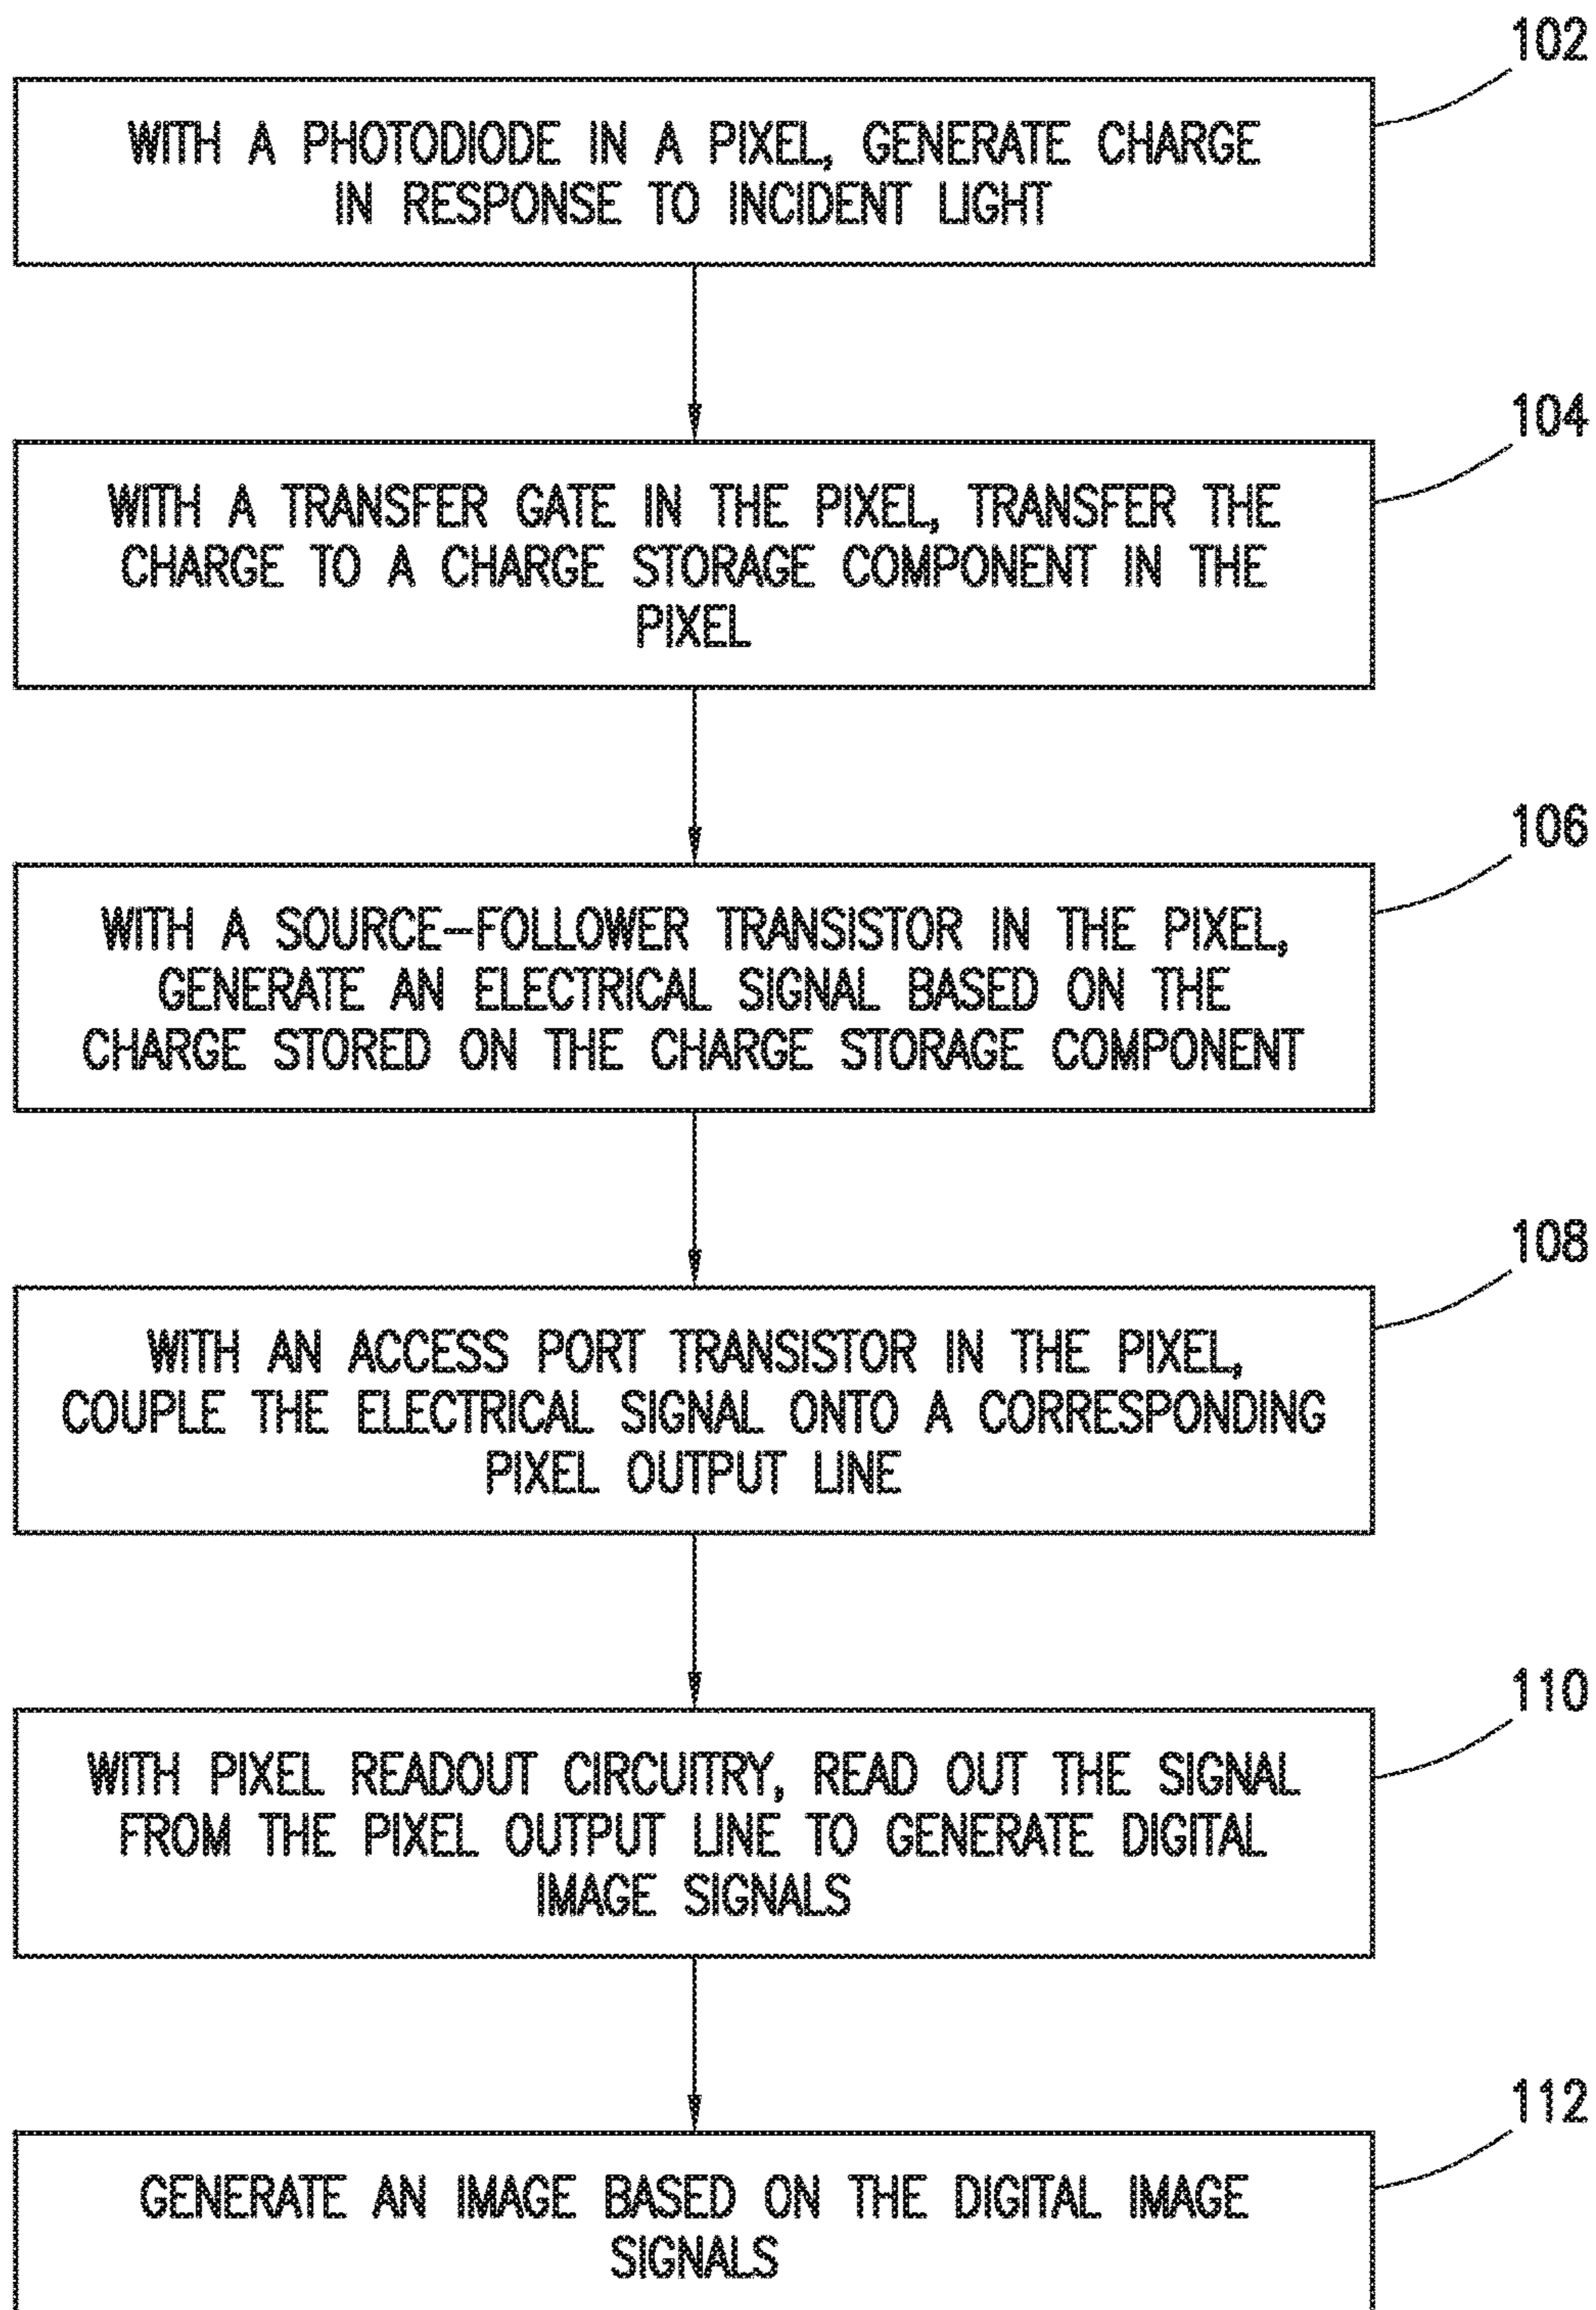 102
WITH A PHOTODIODE IN A PIXEL, GENERATE CHARGE
IN RESPONSE TO INCIDENT LIGHT
104
WITH A TRANSFER GATE IN THE PIXEL, TRANSFER THE
CHARGE TO A CHARGE STORAGE COMPONENT IN THE
PIXEL
106
WITH A SOURCE-FOLLOWER TRANSISTOR IN THE PIXEL,
GENERATE AN ELECTRICAL SIGNAL BASED ON THE
CHARGE STORED ON THE CHARGE STORAGE COMPONENT
108
WITH AN ACCESS PORT TRANSISTOR IN THE PIXEL,
COUPLE THE ELECTRICAL SIGNAL ONTO A CORRESPONDING
PIXEL OUTPUT LINE
110
WITH PIXEL READOUT CIRCUITRY, READ OUT THE SIGNAL
FROM THE PIXEL OUTPUT LINE TO GENERATE DIGITAL
IMAGE SIGNALS
112
GENERATE AN IMAGE BASED ON THE DIGITAL IMAGE
SIGNALS